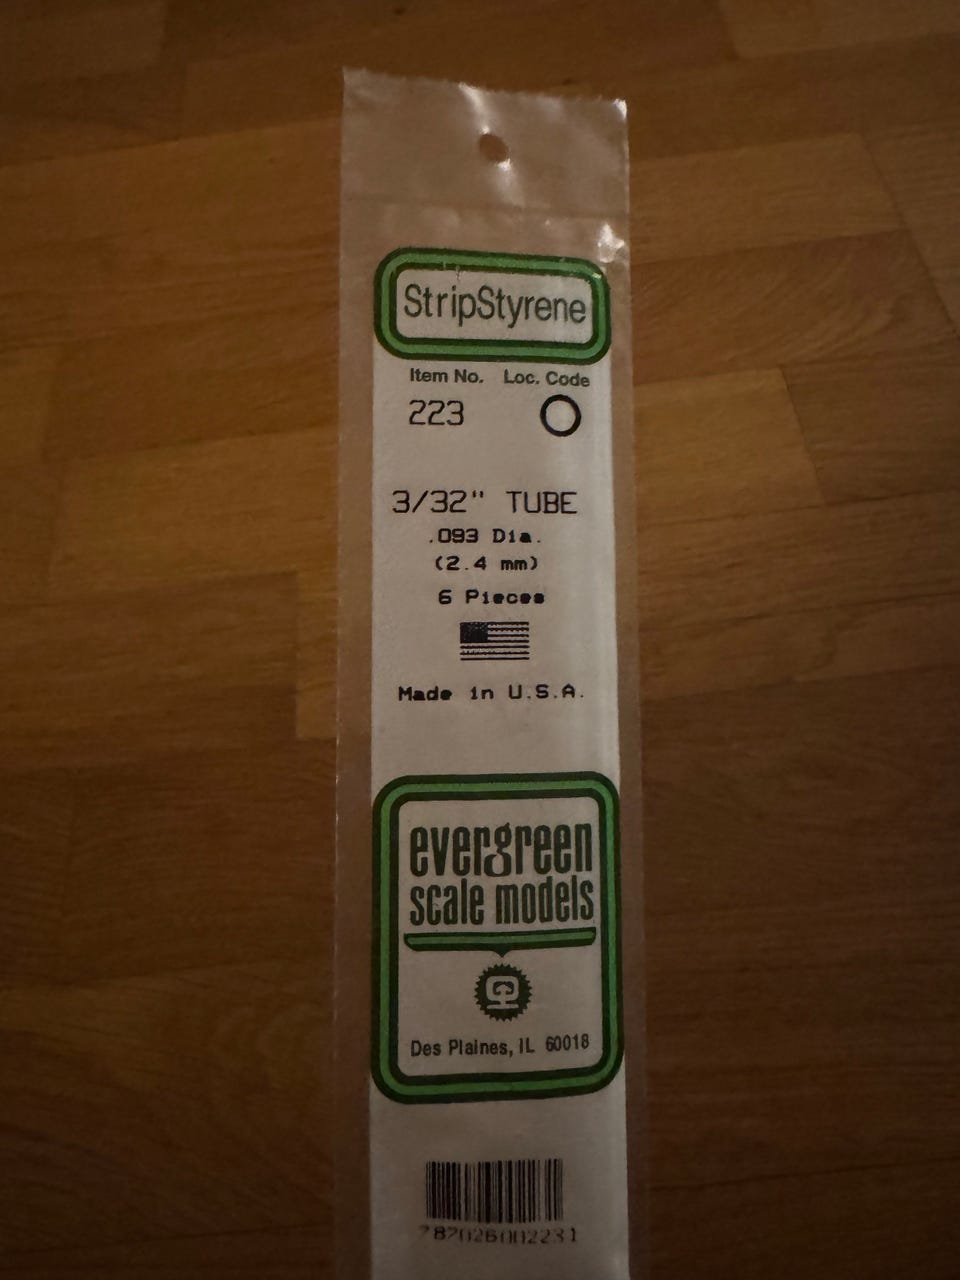 StripStyrene
Item No. Loc. Code
223 O
3/32" TUBE
.093 Dia.
(2.4 mm)
6 Pieces
Made in U.S.A.
evergreen
scale models
Des Plaines, IL 60018
787026002231